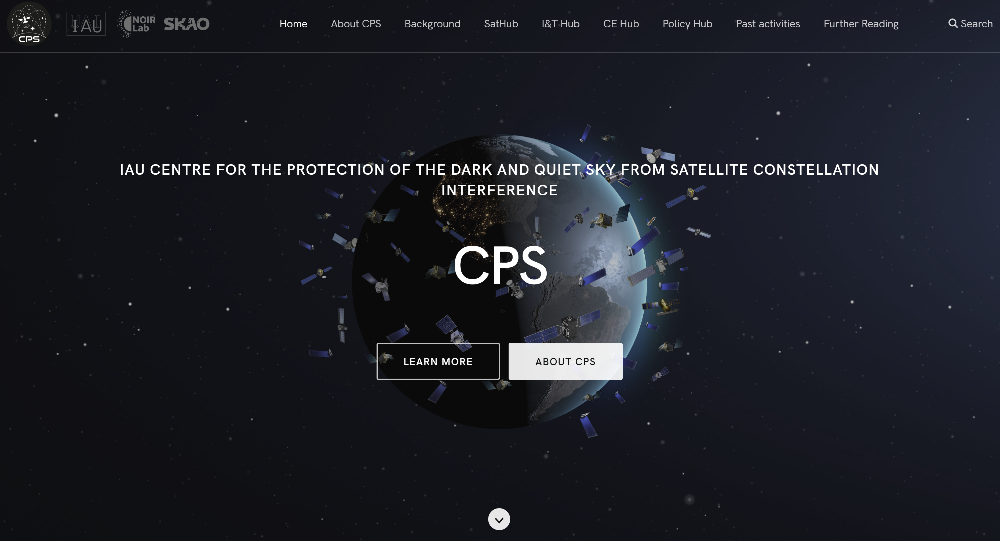 CPS
IAU
NOIR
Lab
SKAO
Home
About CPS
Background
SatHub
I&T Hub
CE Hub
Policy Hub
Past activities
Further Reading
Search
IAU CENTRE FOR THE PROTECTION OF THE DARK AND QUIET SKY FROM SATELLITE CONSTELLATION
INTERFERENCE
CPS
LEARN MORE
ABOUT CPS